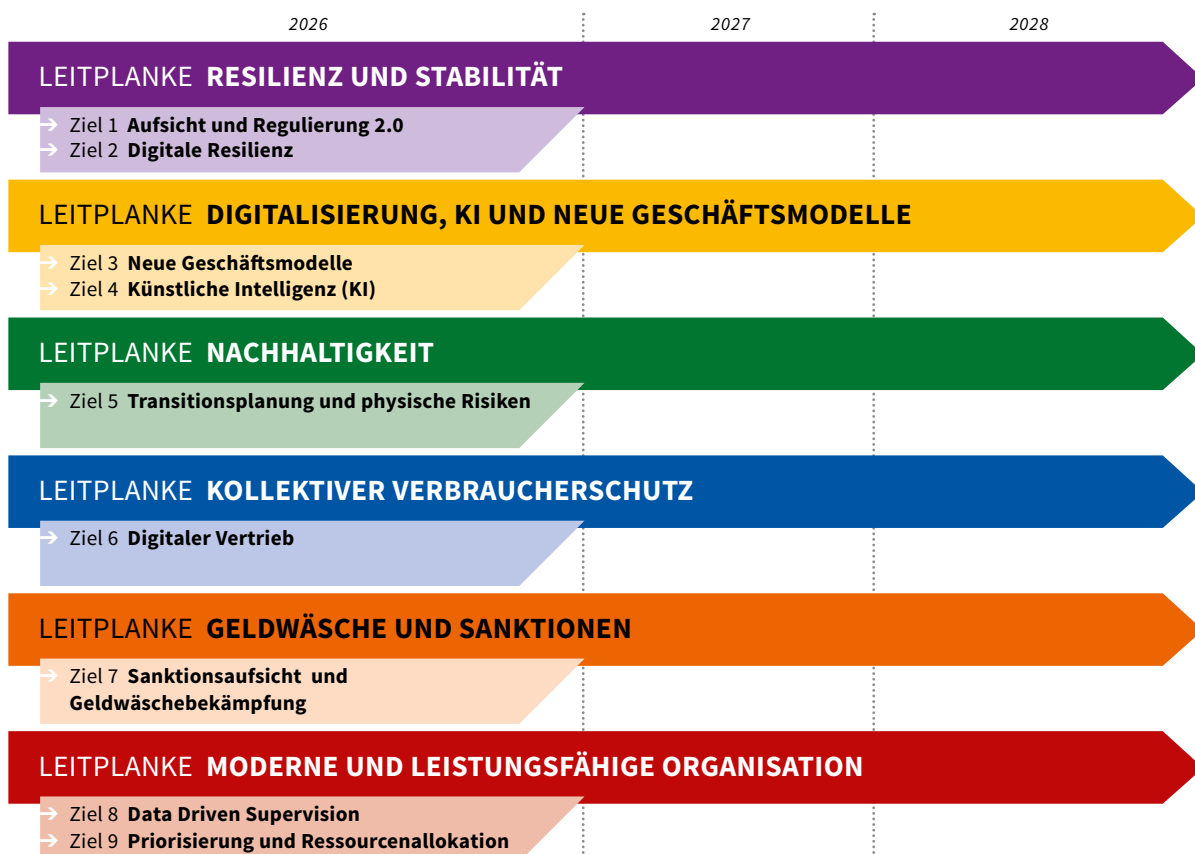 2026 2027 2028
LEITPLANKE RESILIENZ UND STABILITÄT
→ Ziel 1 Aufsicht und Regulierung 2.0
→ Ziel 2 Digitale Resilienz
LEITPLANKE DIGITALISIERUNG, KI UND NEUE GESCHÄFTSMODELLE
→ Ziel 3 Neue Geschäftsmodelle
→ Ziel 4 Künstliche Intelligenz (KI)
LEITPLANKE NACHHALTIGKEIT
→ Ziel 5 Transitionsplanung und physische Risiken
LEITPLANKE KOLLEKTIVER VERBRAUCHERSCHUTZ
→ Ziel 6 Digitaler Vertrieb
LEITPLANKE GELDWÄSCHE UND SANKTIONEN
→ Ziel 7 Sanktionsaufsicht und
Geldwäschebekämpfung
LEITPLANKE MODERNE UND LEISTUNGSFÄHIGE ORGANISATION
→ Ziel 8 Data Driven Supervision
→ Ziel 9 Priorisierung und Ressourcenallokation